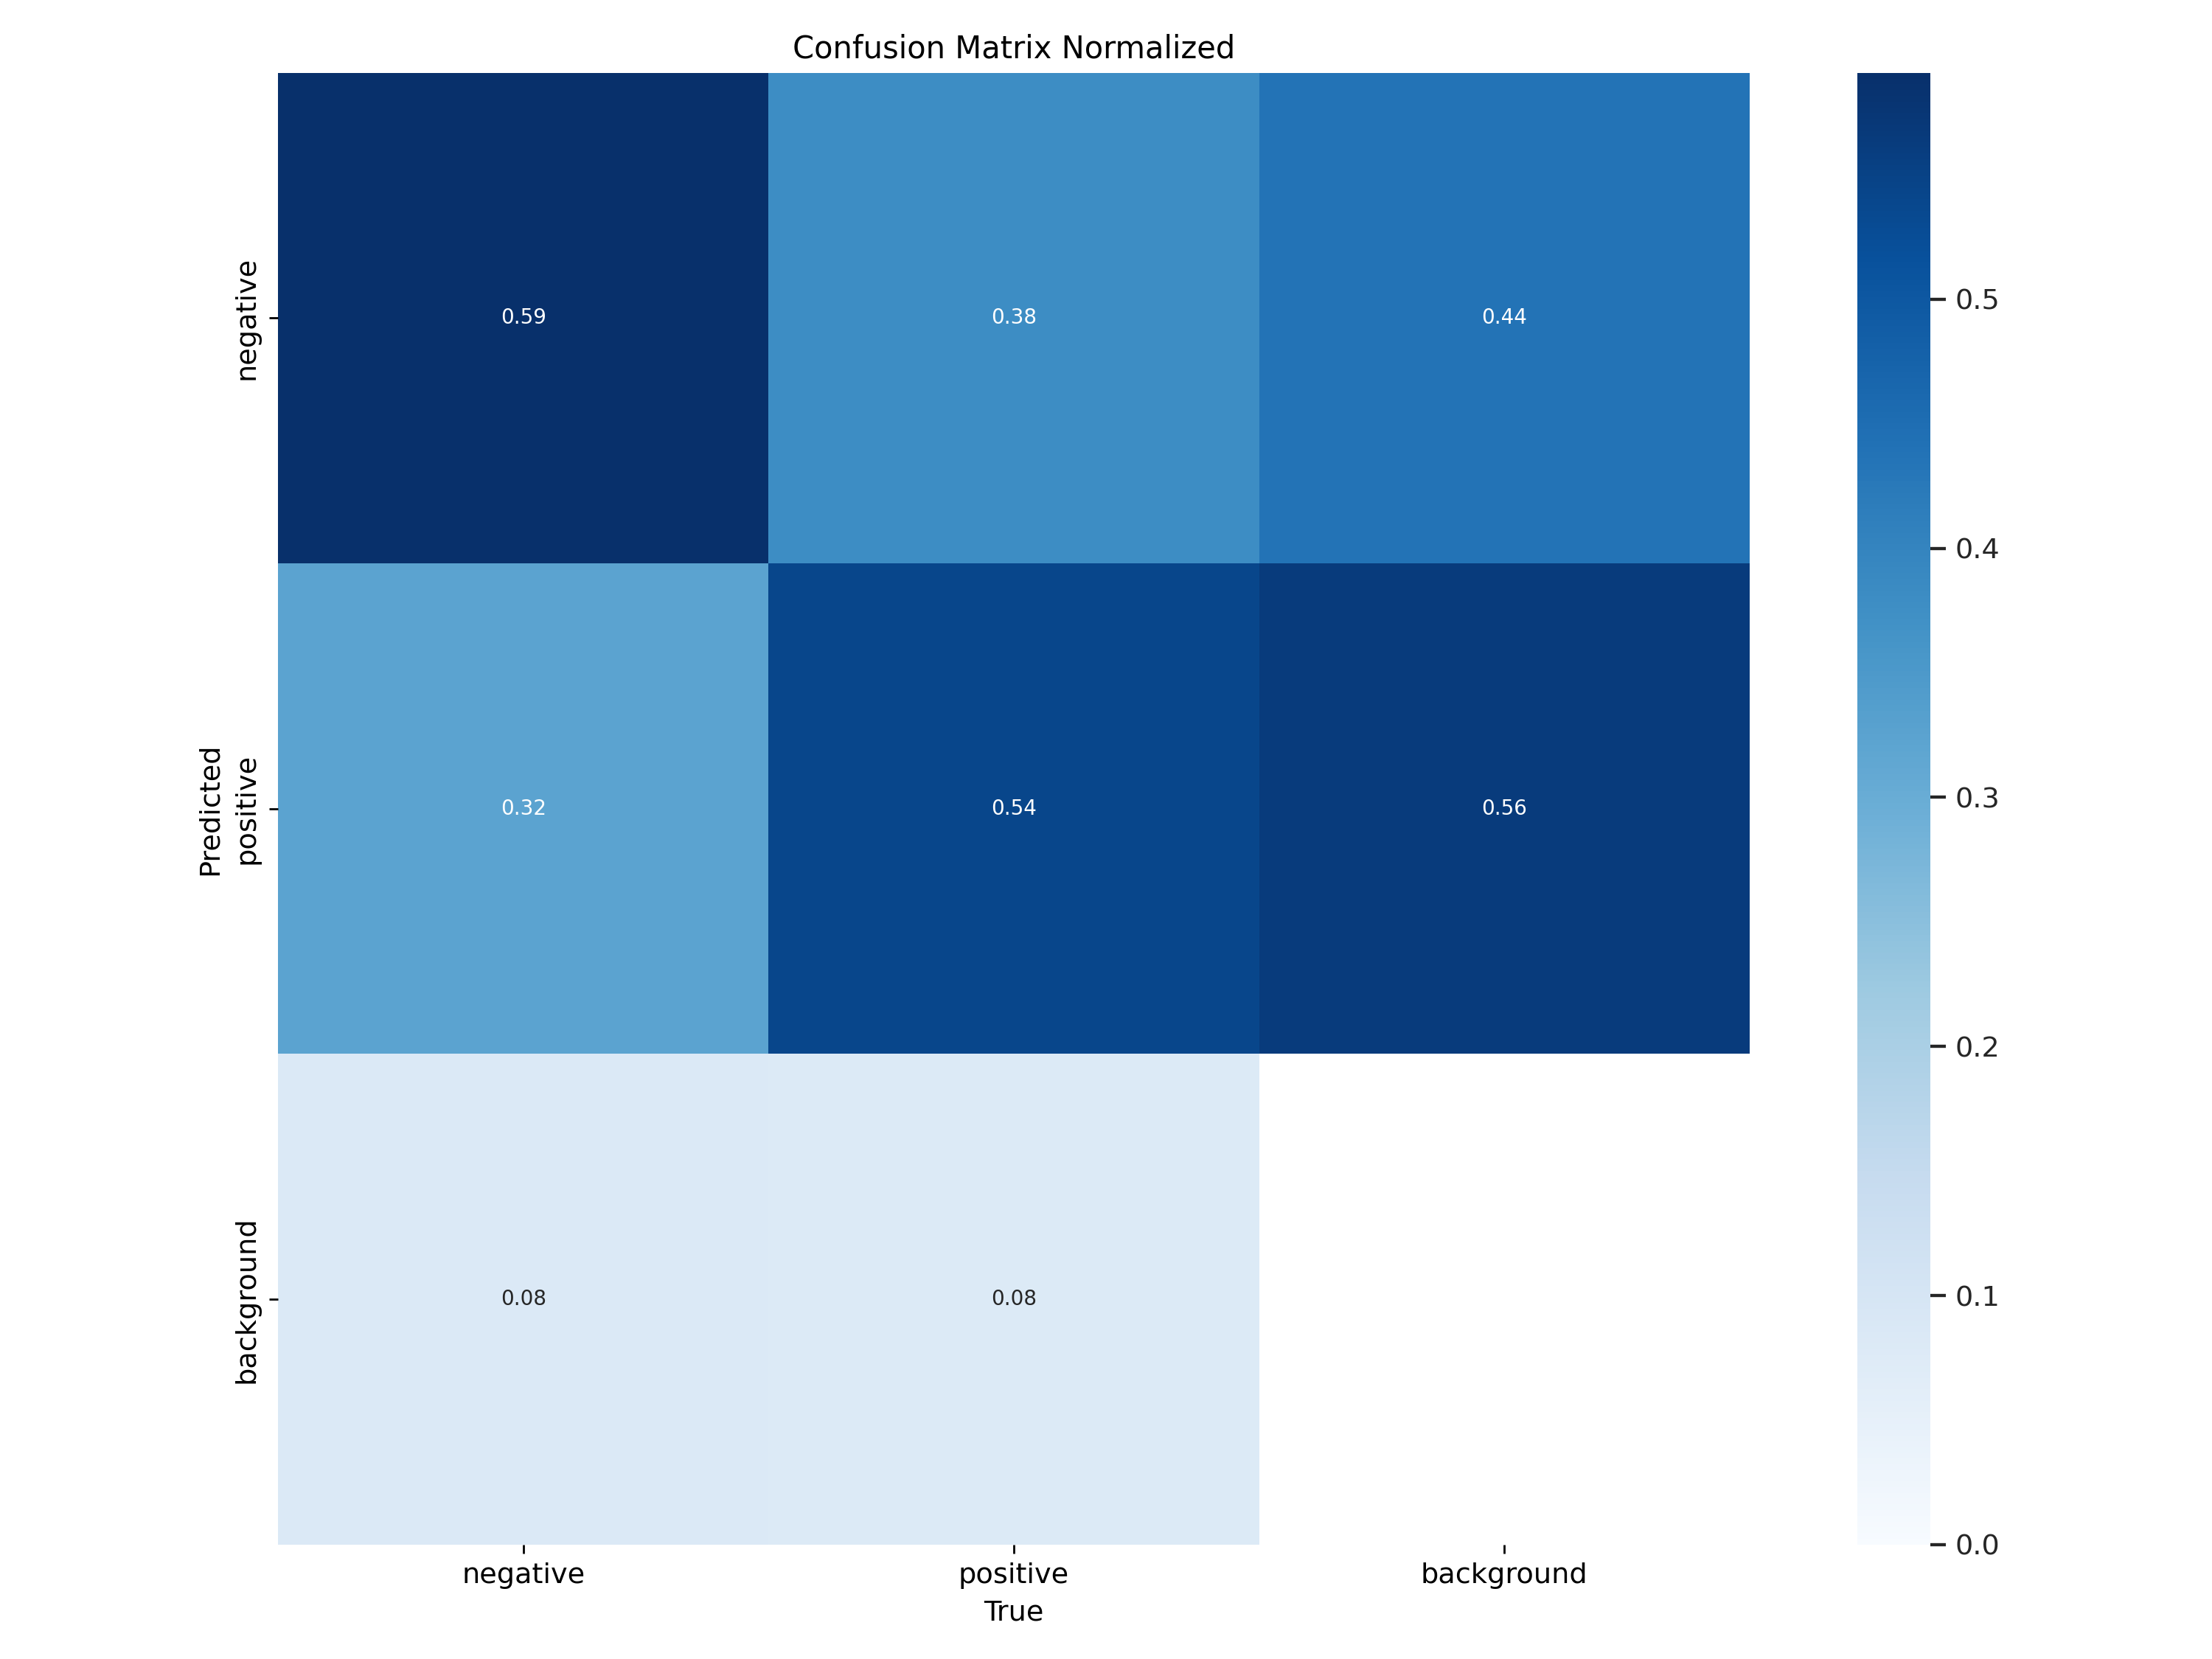 Confusion Matrix Normalized
negative
0.59
0.38
0.44
0.5
0.4
Predicted
positive
0.32
0.54
0.56
0.3
0.2
background
0.08
0.08
0.1
0.0
negative
positive
background
True